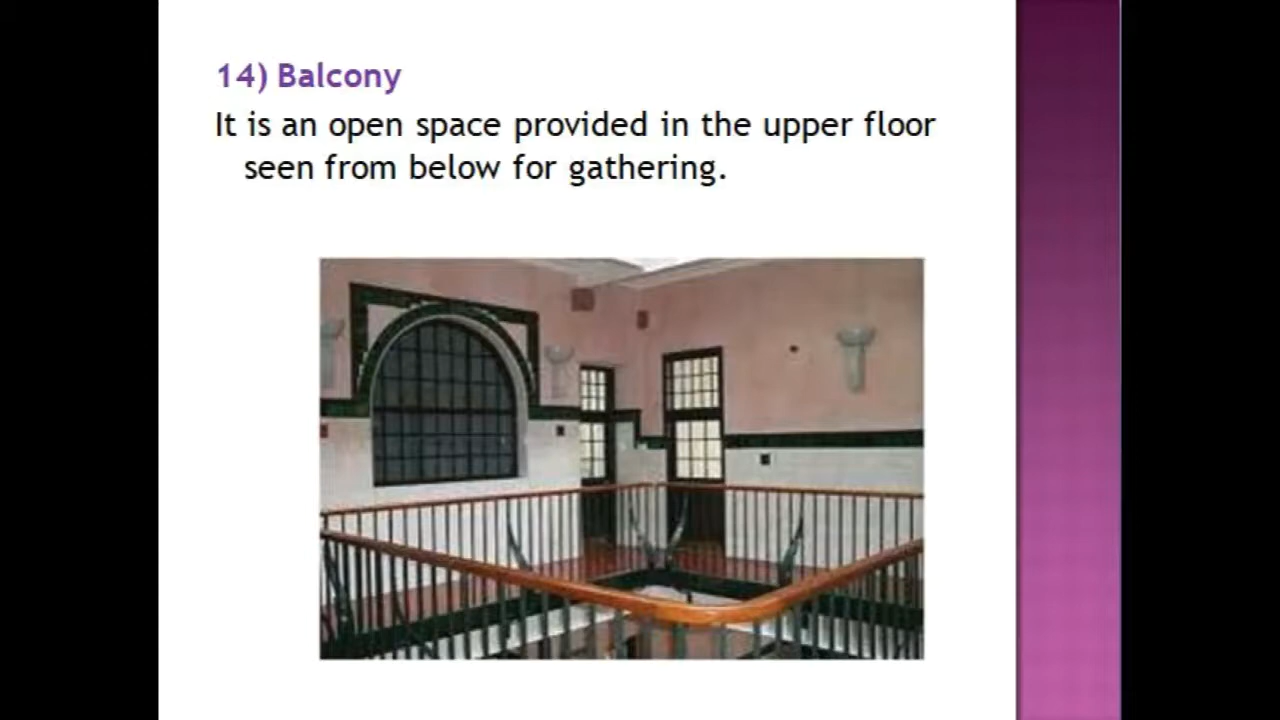 14) Balcony
It is an open space provided in the upper floor
seen from below for gathering.